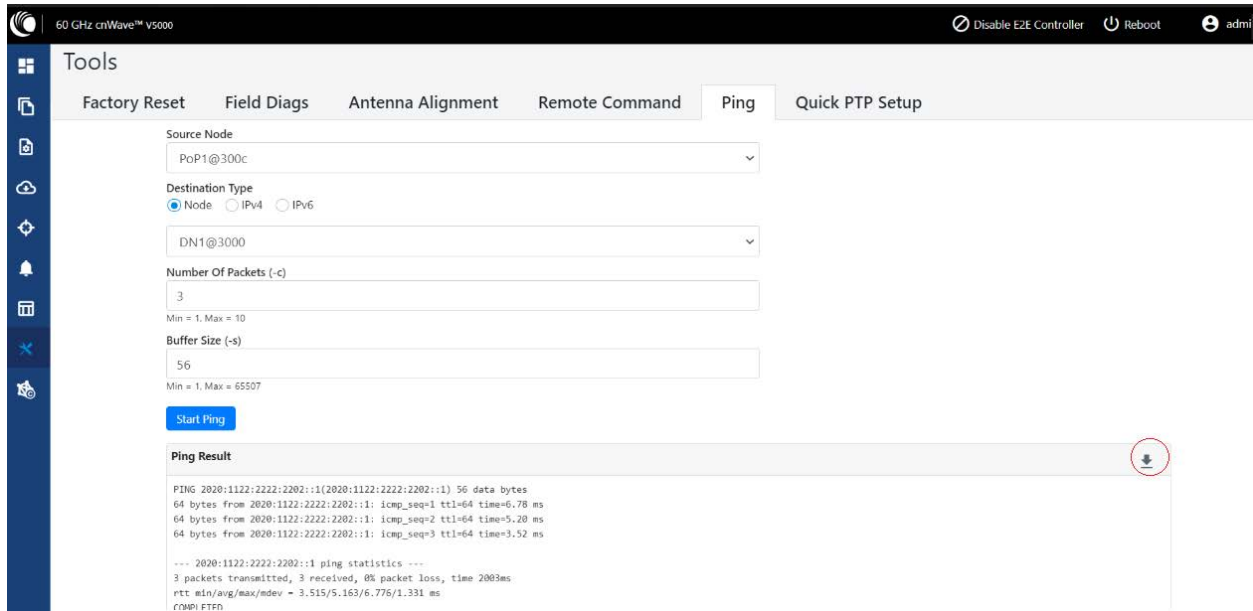 60 GHz cnWave™ V5000
Disable E2E Controller
Reboot
admi
Tools
Factory Reset
Field Diags
Antenna Alignment
Remote Command
Ping
Quick PTP Setup
Source Node
PoP1@300c
Destination Type
Node
IPv4
IPv6
DN1@3000
Number Of Packets (-c)
3
Min = 1, Max = 10
Buffer Size (-s)
56
Min = 1, Max = 65507
Start Ping
Ping Result
PING 2020:1122:2222:2202::1(2020:1122:2222:2202::1) 56 data bytes
64 bytes from 2020:1122:2222:2202::1: icmp_seq=1 ttl=64 time=6.78 ms
64 bytes from 2020:1122:2222:2202::1: icmp_seq=2 ttl=64 time=5.20 ms
64 bytes from 2020:1122:2222:2202::1: icmp_seq=3 ttl=64 time=3.52 ms
--- 2020:1122:2222:2202::1 ping statistics ---
3 packets transmitted, 3 received, 0% packet loss, time 2003ms
rtt min/avg/max/mdev = 3.515/5.163/6.776/1.331 ms
COMPLETED